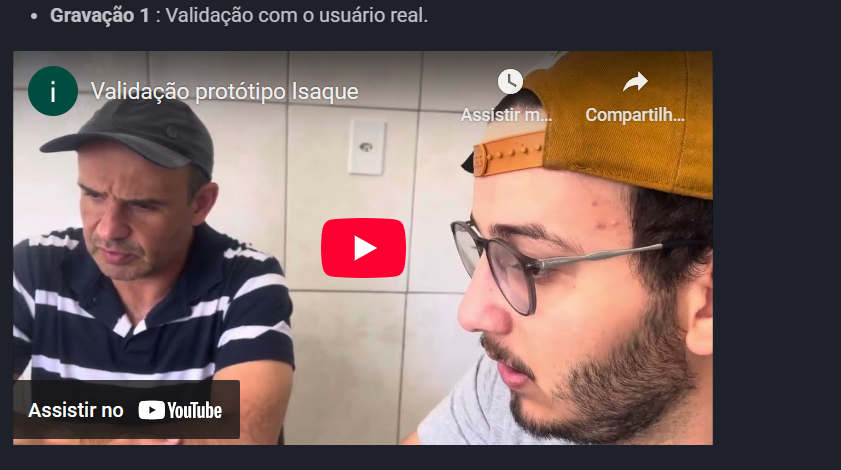 Gravação 1 : Validação com o usuário real.
i
Validação protótipo Isaque
Assistir m...
Compartilh...
Assistir no YouTube